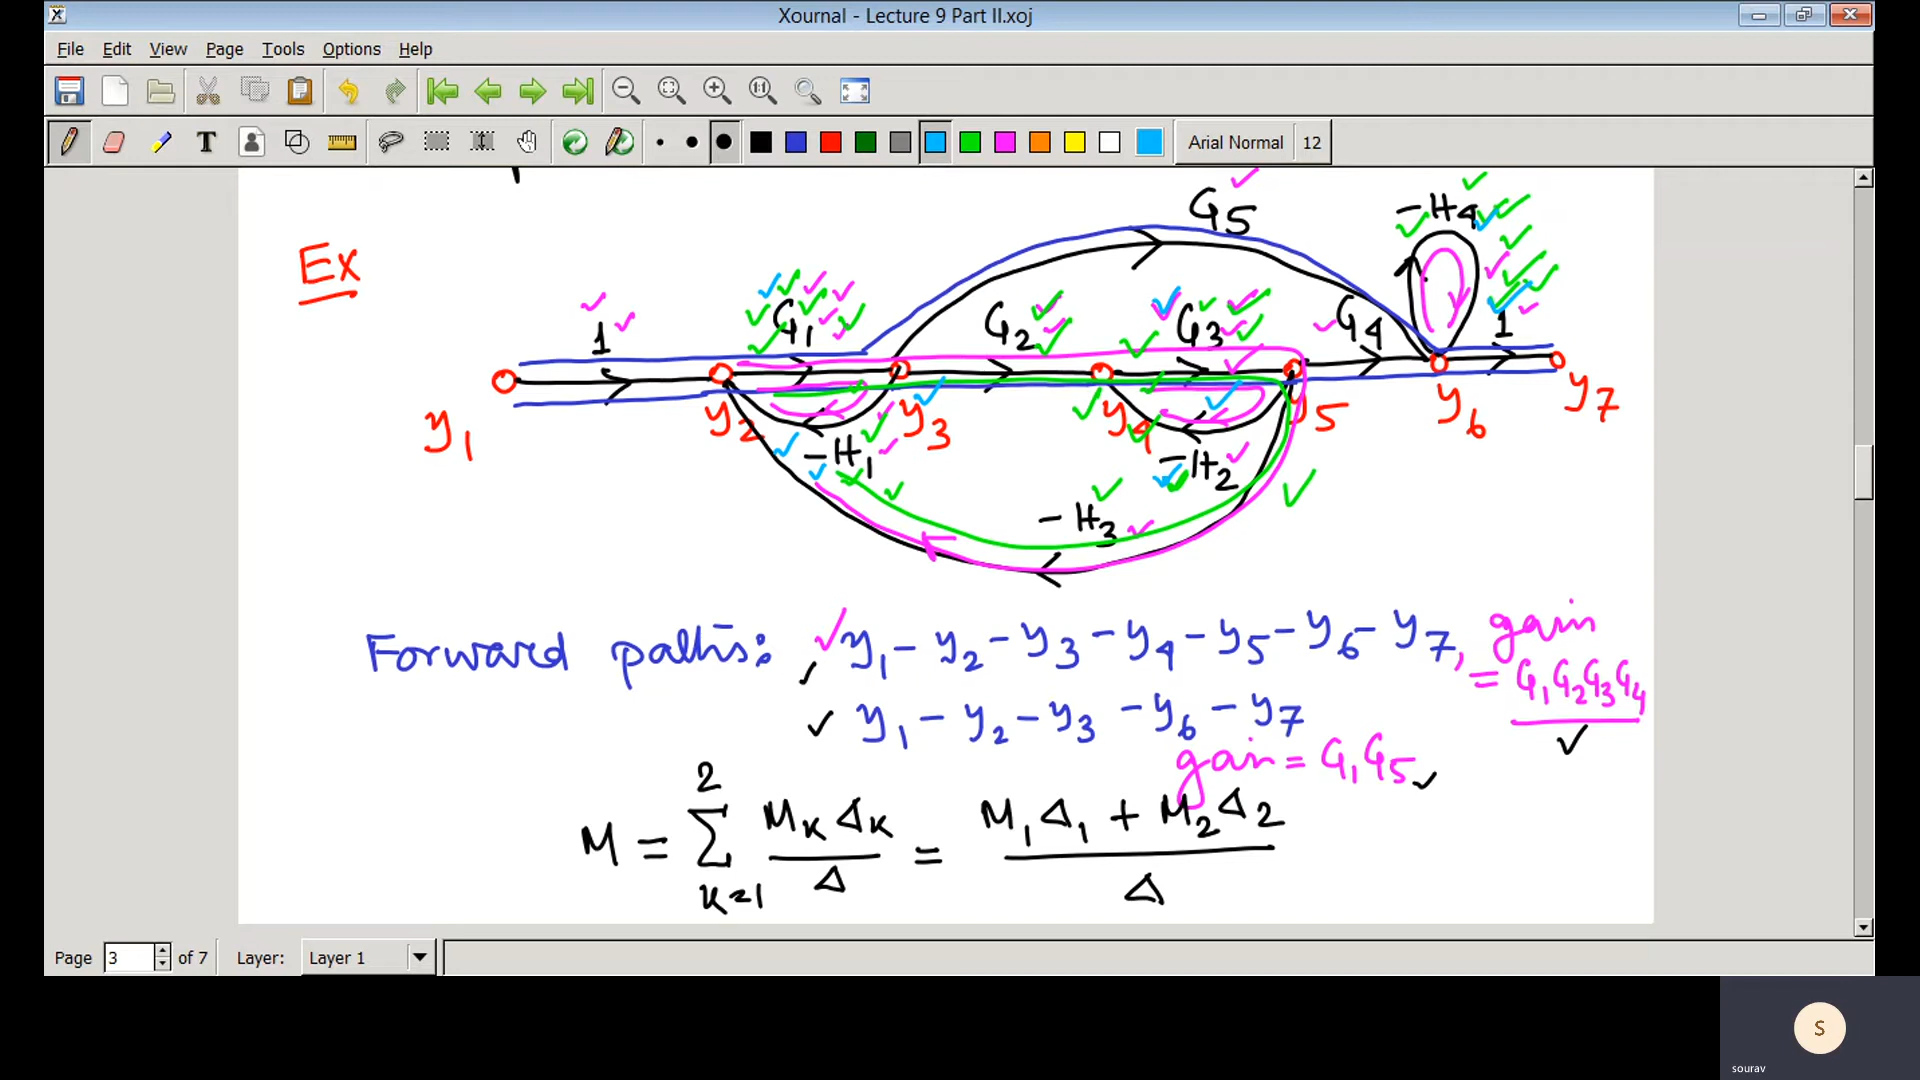 Xournal - Lecture 9 Part II.xoj
File Edit View Page Tools Options Help
Arial Normal 12
Ex
G5
-H4
1 G1 G2 G3 G4 1
y1 y2 y3 y4 y5 y6 y7
-H1 -H2
-H3
Forward paths: y1 - y2 - y3 - y4 - y5 - y6 - y7, gain
= G1G2G3G4
y1 - y2 - y3 - y6 - y7
gain = G1G5
M = ∑ k=1 2 MkΔk / Δ = M1Δ1 + M2Δ2 / Δ
Page 3 of 7 Layer: Layer 1
S
sourav